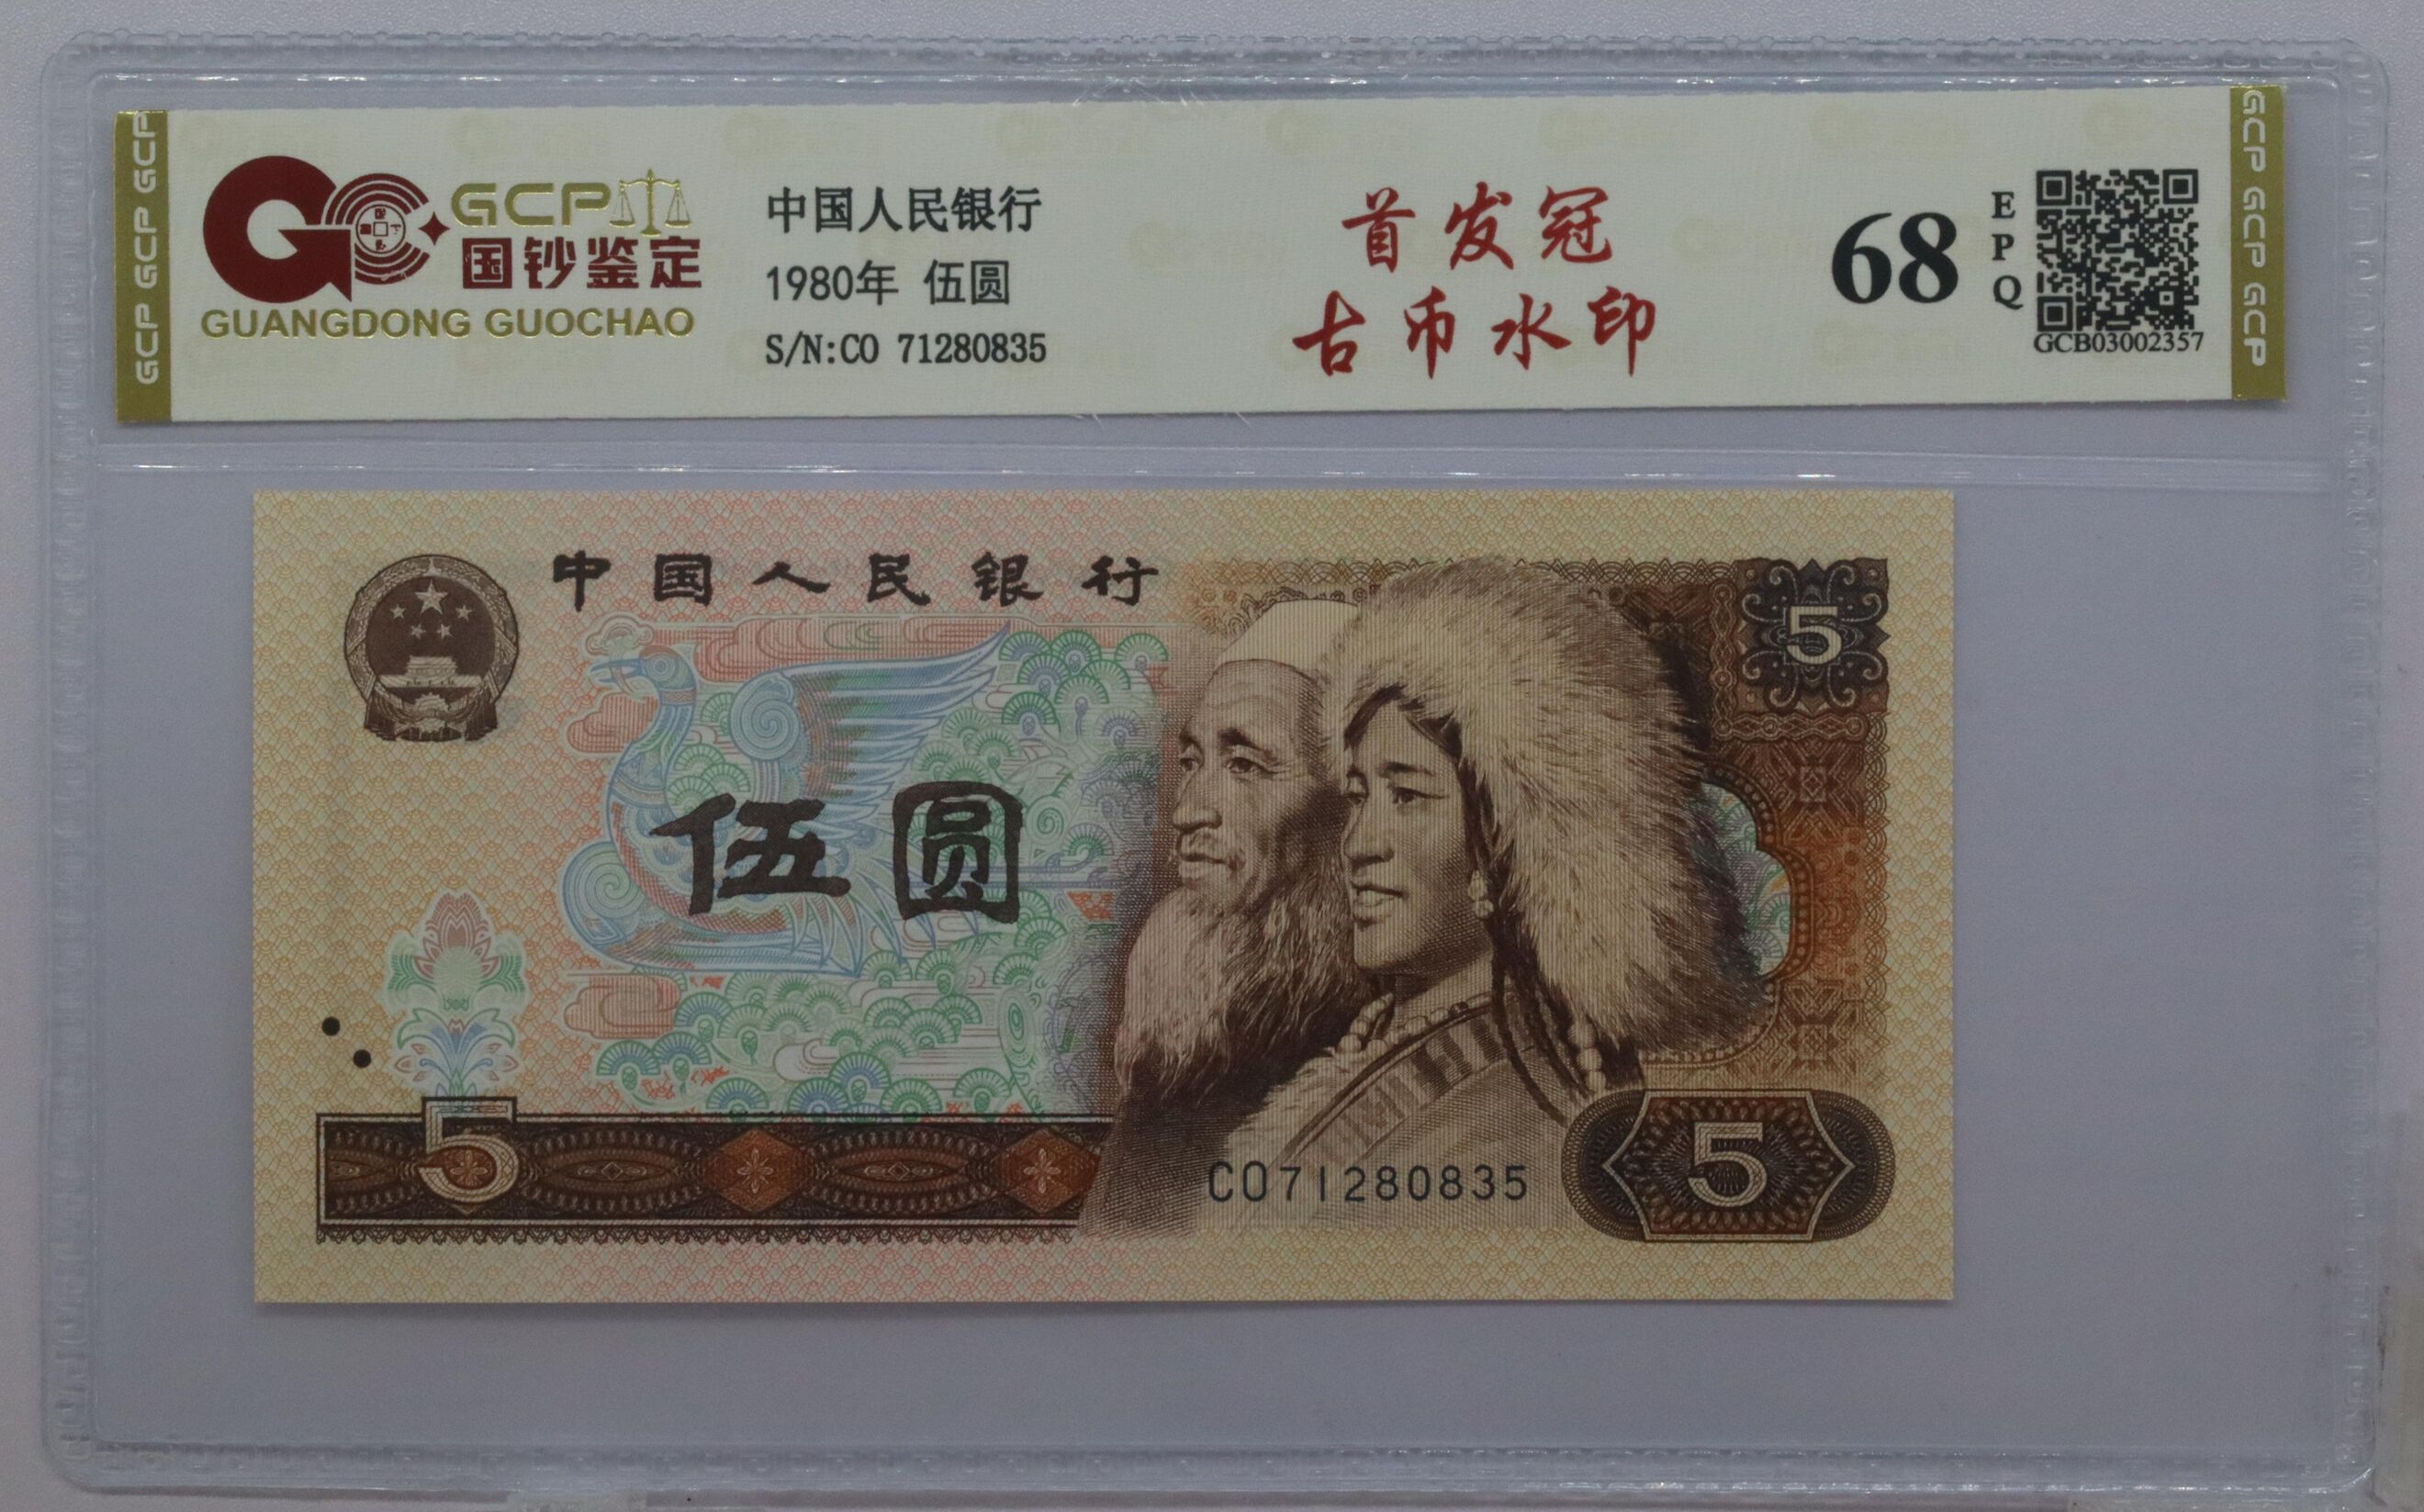 GCP GCP GCP
GCP
国钞鉴定
GUANGDONG GUOCHAO
中国人民银行
1980年 伍圆
S/N:CO 71280835
首发冠
古币水印
68
EPQ
GCB03002357
GCP GCP GCP
中国人民银行
5
伍圆
5
CO71280835
5